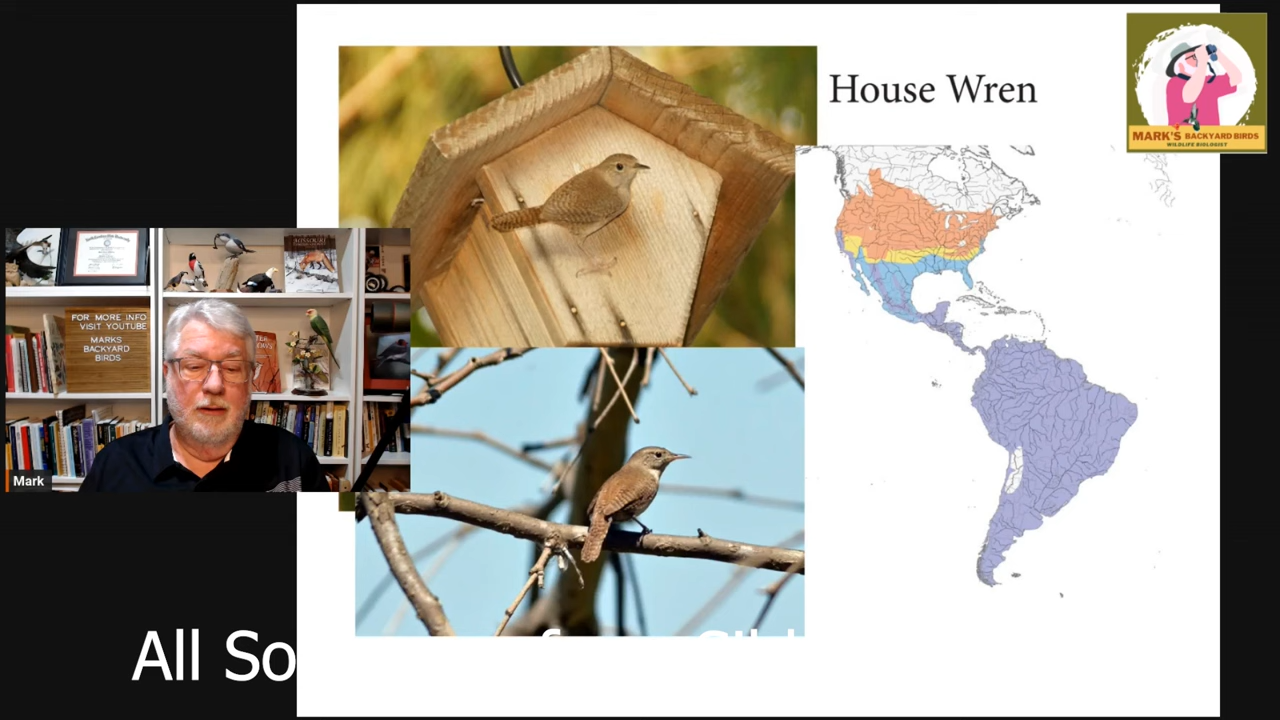 House Wren
MARK'S BACKYARD BIRDS
WILDLIFE BIOLOGIST
FOR MORE INFO
VISIT YOUTUBE
MARKS
BACKYARD
BIRDS
Mark
All So